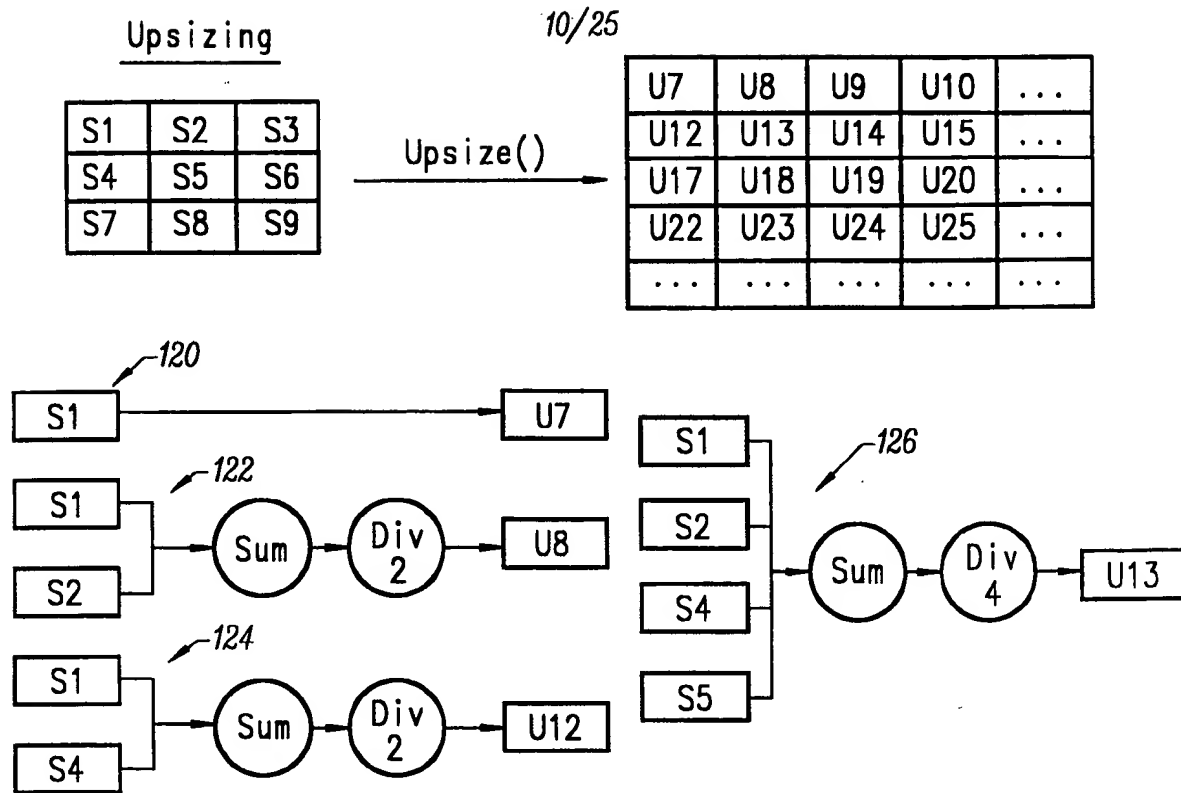 10/25
Upsizing
S1 S2 S3
S4 S5 S6
S7 S8 S9
Upsize()
U7 U8 U9 U10 ...
U12 U13 U14 U15 ...
U17 U18 U19 U20 ...
U22 U23 U24 U25 ...
... ... ... ... ...
120
S1 U7
122
S1
S2
Sum
Div
2
U8
124
S1
S4
Sum
Div
2
U12
126
S1
S2
S4
S5
Sum
Div
4
U13